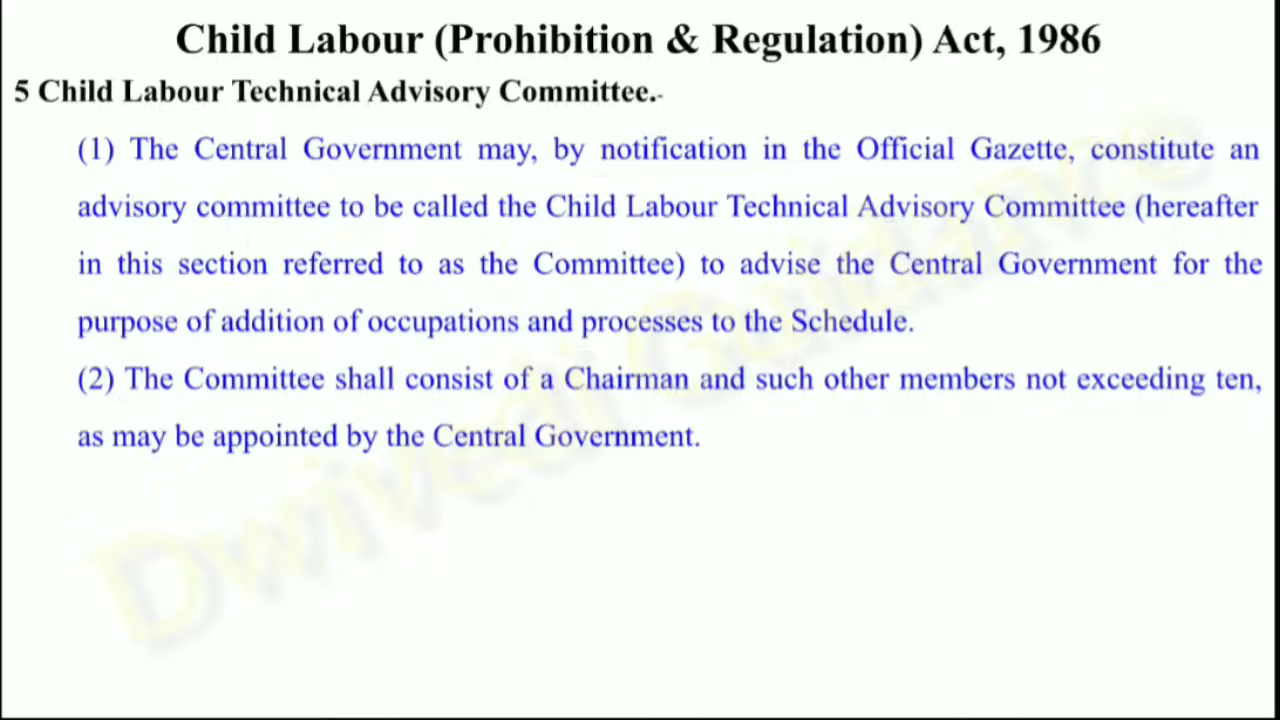 Child Labour (Prohibition & Regulation) Act, 1986
5 Child Labour Technical Advisory Committee.-
(1) The Central Government may, by notification in the Official Gazette, constitute an
advisory committee to be called the Child Labour Technical Advisory Committee (hereafter
in this section referred to as the Committee) to advise the Central Government for the
purpose of addition of occupations and processes to the Schedule.
(2) The Committee shall consist of a Chairman and such other members not exceeding ten,
as may be appointed by the Central Government.
Dwivedi Guidance